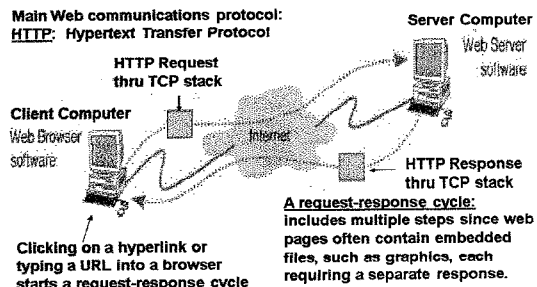 Main Web communications protocol:
HTTP: Hypertext Transfer Protocol
Server Computer
Web Server
software
HTTP Request
thru TCP stack
Client Computer
Web Browser
software
Internet
HTTP Response
thru TCP stack
A request-response cycle:
includes multiple steps since web
pages often contain embedded
files, such as graphics, each
requiring a separate response.
Clicking on a hyperlink or
typing a URL into a browser
starts a request-response cycle